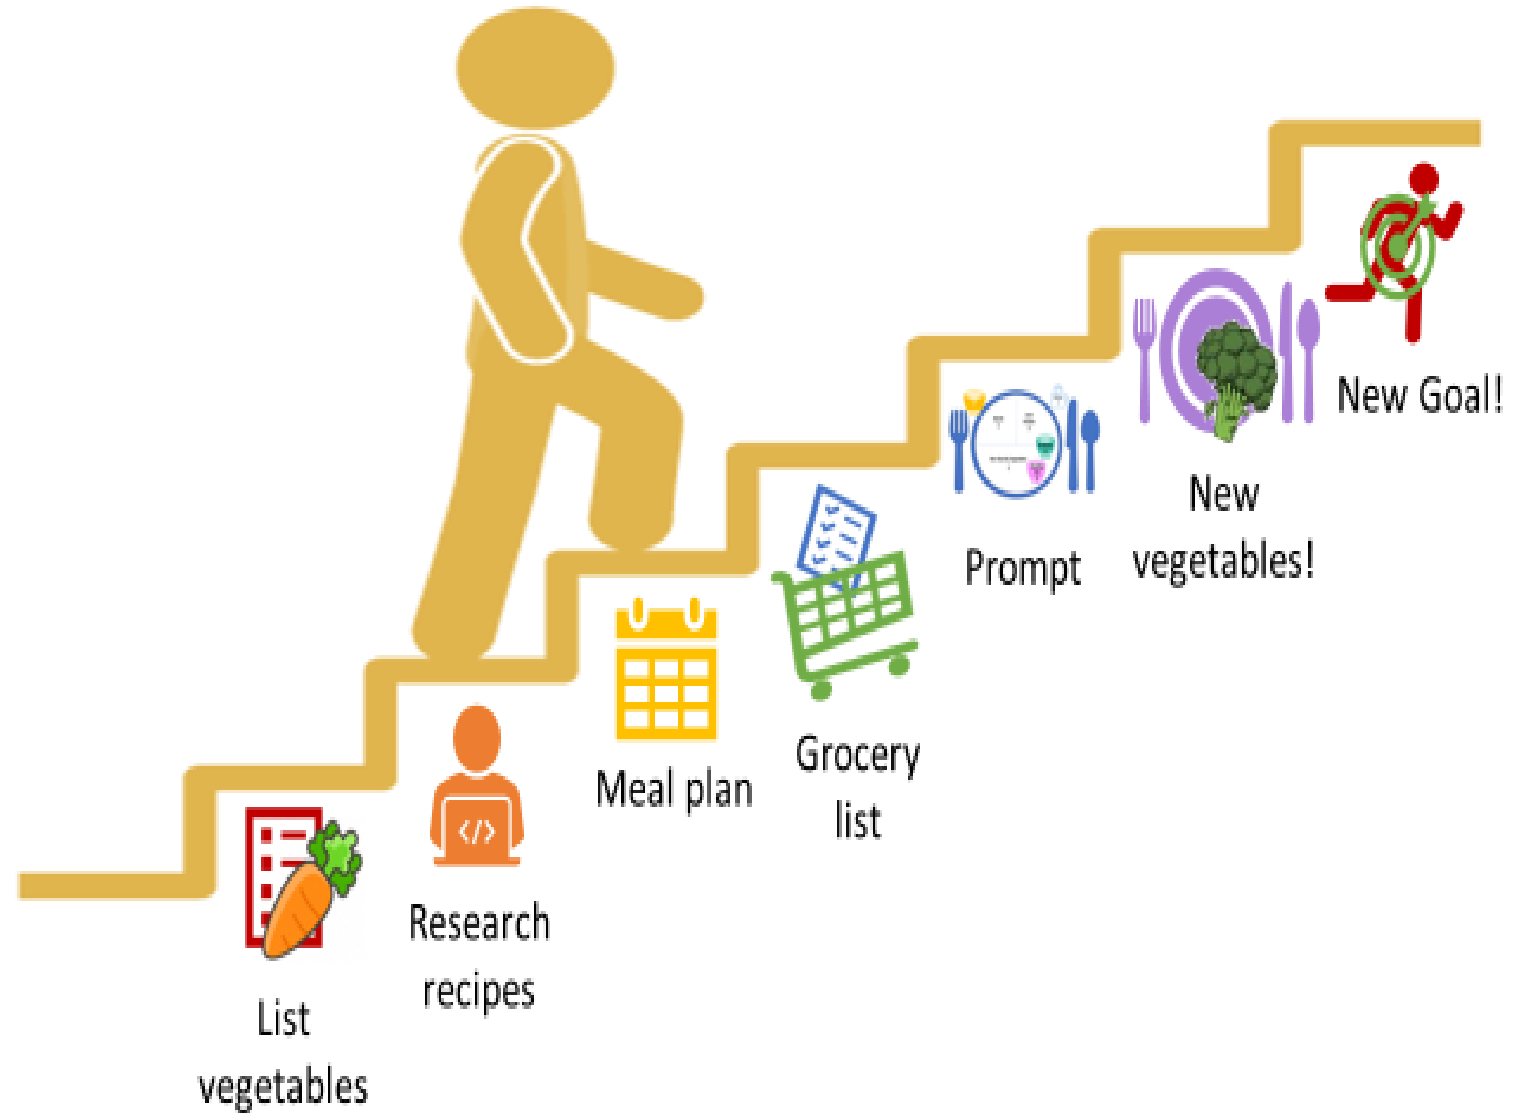 List
vegetables
Research
recipes
Meal plan
Grocery
list
Prompt
New
vegetables!
New Goal!